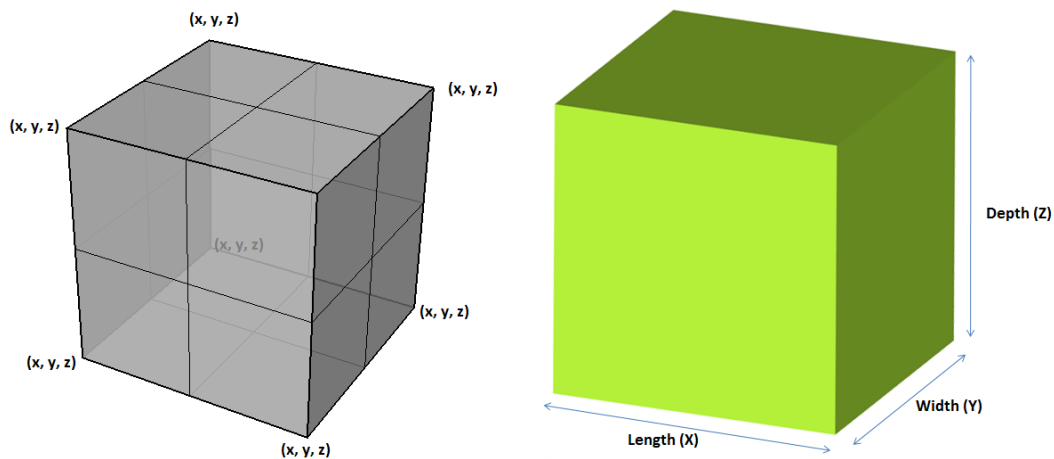 (x, y, z)
(x, y, z)
(x, y, z)
(x, y, z)
(x, y, z)
(x, y, z)
(x, y, z)
Depth (Z)
Width (Y)
Length (X)